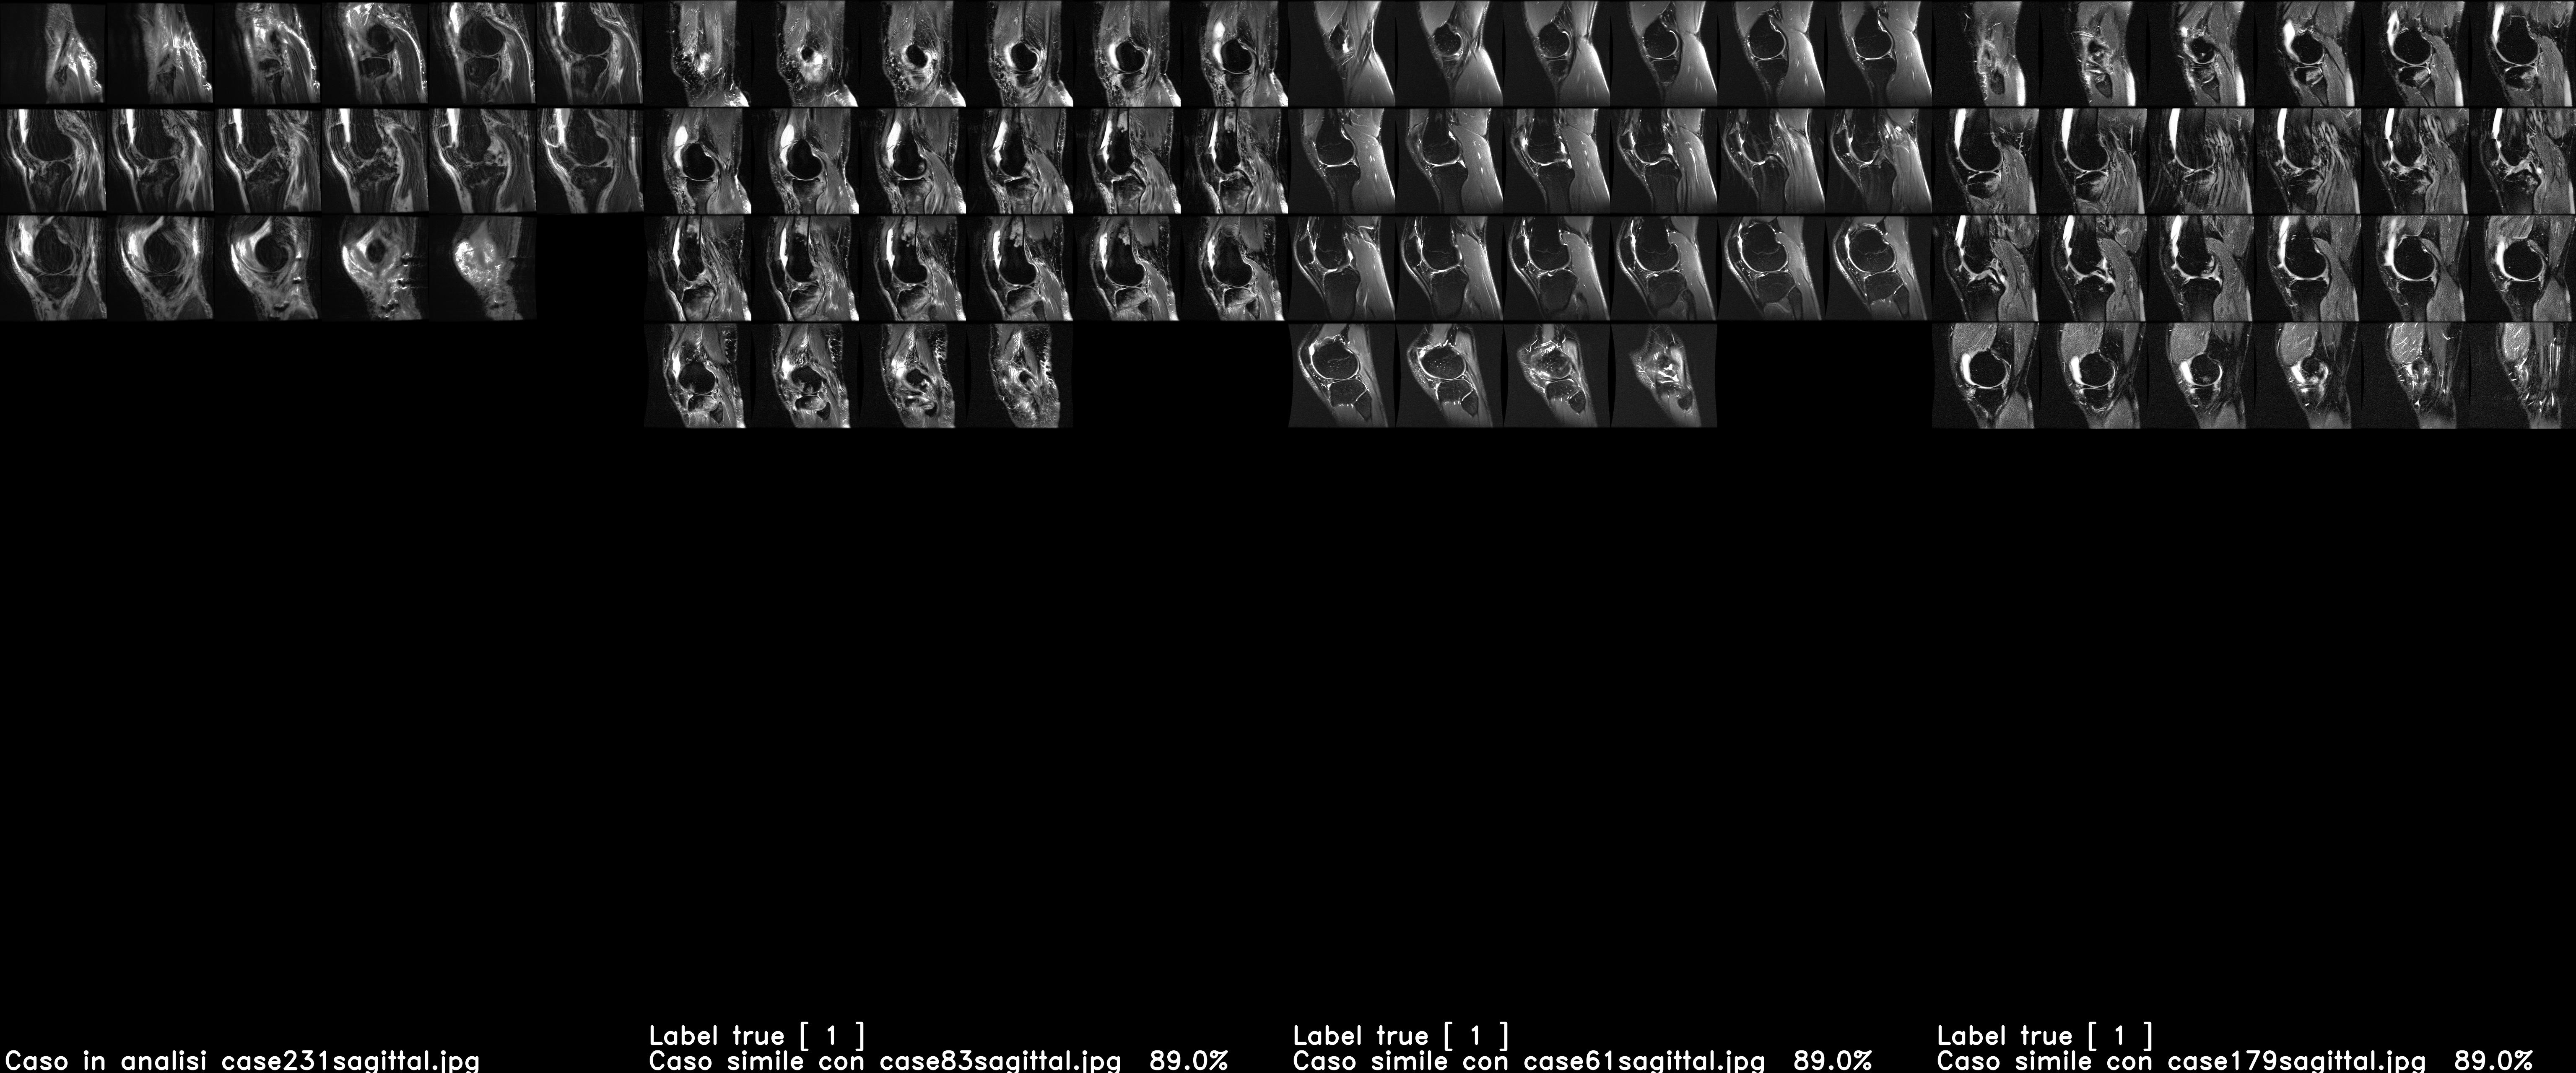 Caso in analisi case231sagittal.jpg
Label true [ 1 ]
Caso simile con case83sagittal.jpg 89.0%
Label true [ 1 ]
Caso simile con case61sagittal.jpg 89.0%
Label true [ 1 ]
Caso simile con case179sagittal.jpg 89.0%